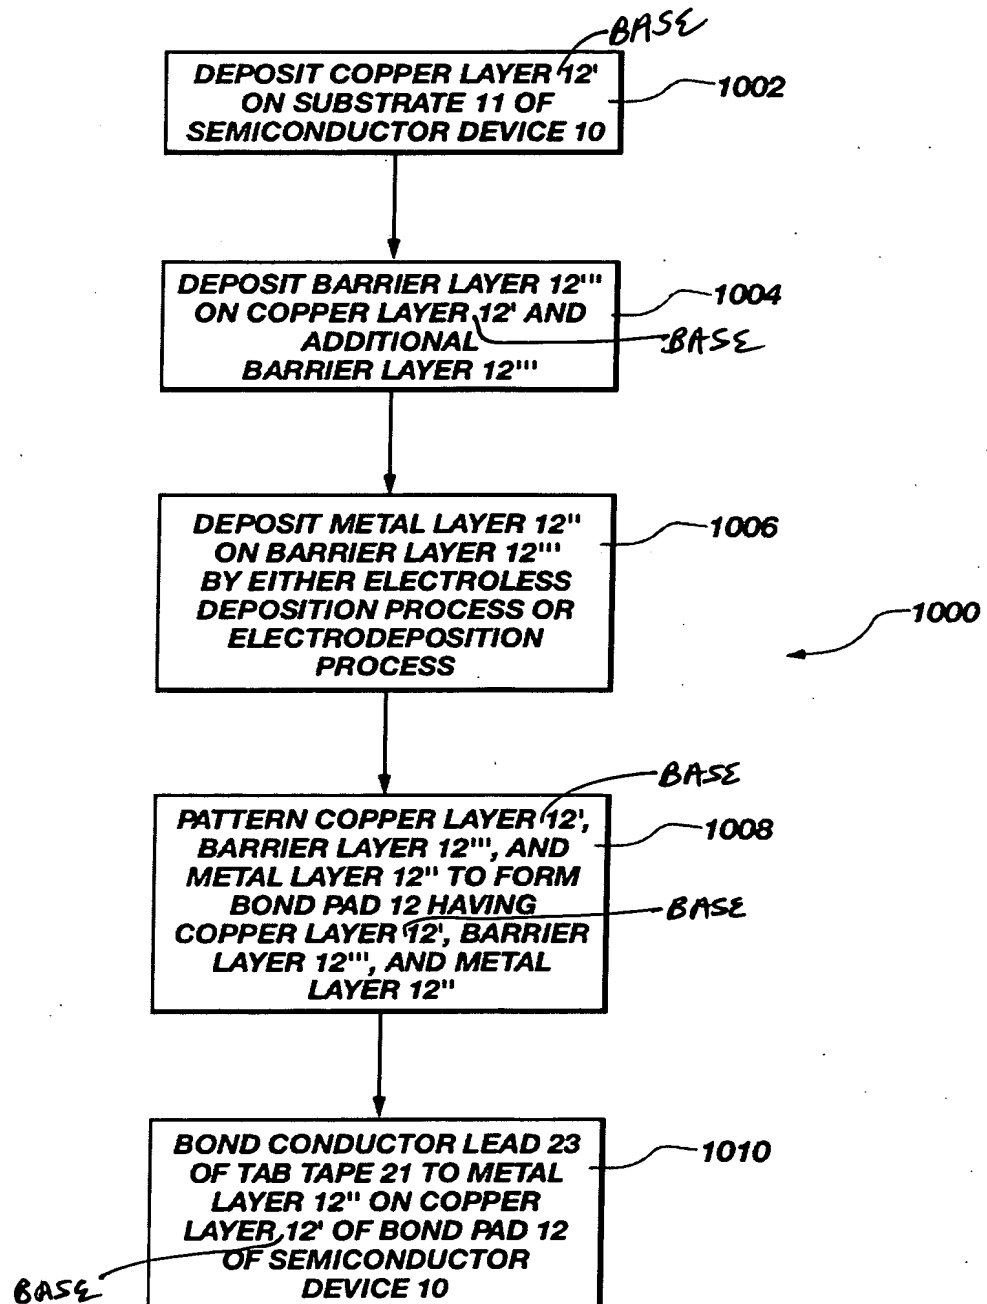 BASE
DEPOSIT COPPER LAYER 12'
ON SUBSTRATE 11 OF
SEMICONDUCTOR DEVICE 10
1002
DEPOSIT BARRIER LAYER 12'''
ON COPPER LAYER 12' AND
ADDITIONAL
BARRIER LAYER 12'''
1004
BASE
DEPOSIT METAL LAYER 12''
ON BARRIER LAYER 12'''
BY EITHER ELECTROLESS
DEPOSITION PROCESS OR
ELECTRODEPOSITION
PROCESS
1006
1000
BASE
PATTERN COPPER LAYER 12',
BARRIER LAYER 12''', AND
METAL LAYER 12'' TO FORM
BOND PAD 12 HAVING
COPPER LAYER 12', BARRIER
LAYER 12''', AND METAL
LAYER 12''
1008
BASE
BOND CONDUCTOR LEAD 23
OF TAB TAPE 21 TO METAL
LAYER 12'' ON COPPER
LAYER 12' OF BOND PAD 12
OF SEMICONDUCTOR
DEVICE 10
1010
BASE